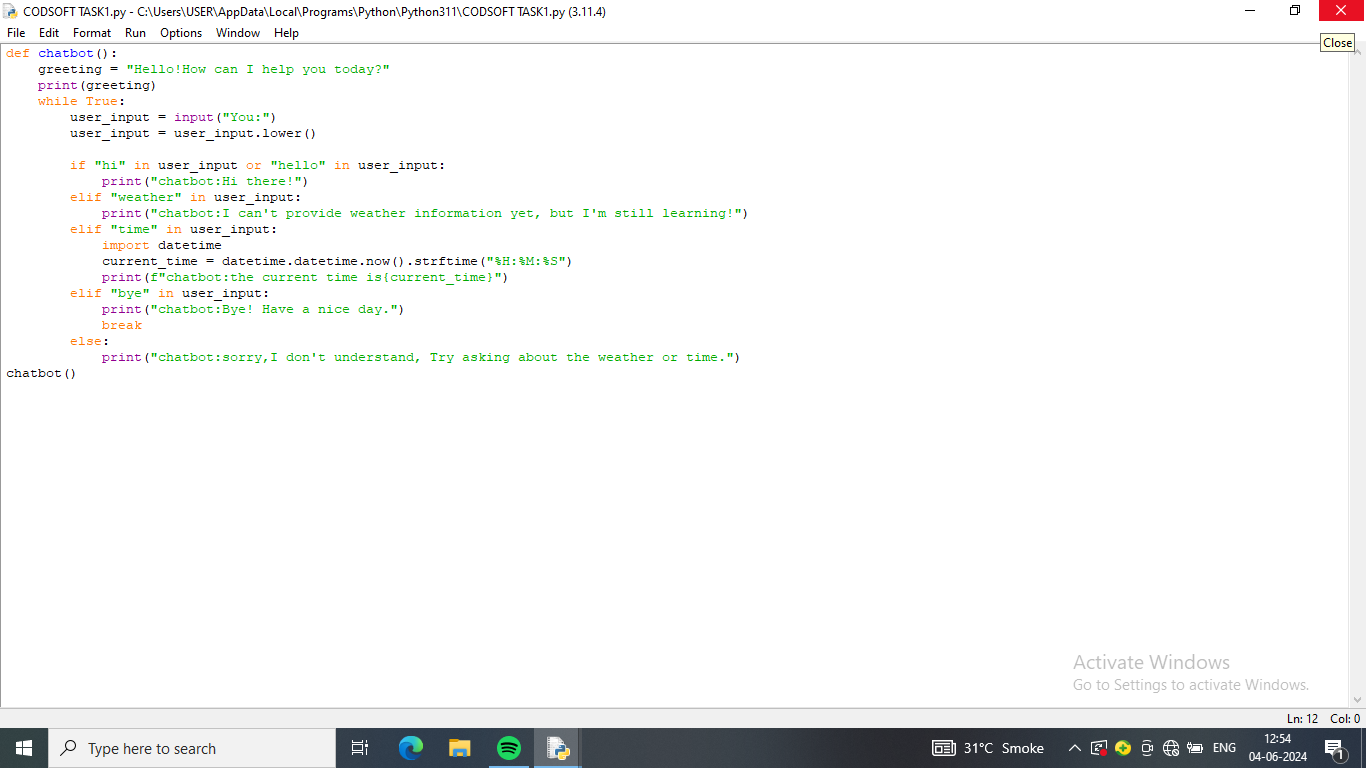 CODSOFT TASK1.py - C:\Users\USER\AppData\Local\Programs\Python\Python311\CODSOFT TASK1.py (3.11.4)
File Edit Format Run Options Window Help
Close
def chatbot():
    greeting = "Hello!How can I help you today?"
    print(greeting)
    while True:
        user_input = input("You:")
        user_input = user_input.lower()

        if "hi" in user_input or "hello" in user_input:
            print("chatbot:Hi there!")
        elif "weather" in user_input:
            print("chatbot:I can't provide weather information yet, but I'm still learning!")
        elif "time" in user_input:
            import datetime
            current_time = datetime.datetime.now().strftime("%H:%M:%S")
            print(f"chatbot:the current time is{current_time}")
        elif "bye" in user_input:
            print("chatbot:Bye! Have a nice day.")
            break
        else:
            print("chatbot:sorry,I don't understand, Try asking about the weather or time.")
chatbot()
Activate Windows
Go to Settings to activate Windows.
Ln: 12 Col: 0
Type here to search
31°C Smoke
ENG
12:54
04-06-2024
1